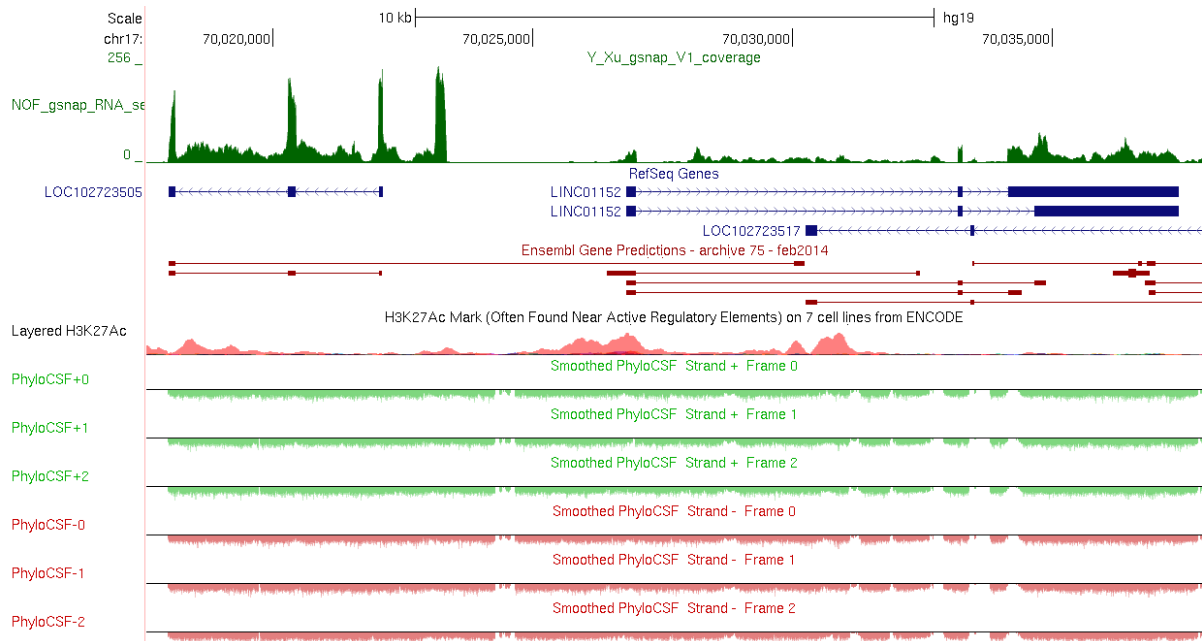 Scale 10 kb hg19
chr17: 70,020,000 70,025,000 70,030,000 70,035,000
Y_Xu_gsnap_V1_coverage
256 _
NOF_gsnap_RNA_se
0 _
RefSeq Genes
LOC102723505 LINC01152
LINC01152
LOC102723517
Ensembl Gene Predictions - archive 75 - feb2014
H3K27Ac Mark (Often Found Near Active Regulatory Elements) on 7 cell lines from ENCODE
Layered H3K27Ac
Smoothed PhyloCSF Strand + Frame 0
PhyloCSF+0
Smoothed PhyloCSF Strand + Frame 1
PhyloCSF+1
Smoothed PhyloCSF Strand + Frame 2
PhyloCSF+2
Smoothed PhyloCSF Strand - Frame 0
PhyloCSF-0
Smoothed PhyloCSF Strand - Frame 1
PhyloCSF-1
Smoothed PhyloCSF Strand - Frame 2
PhyloCSF-2